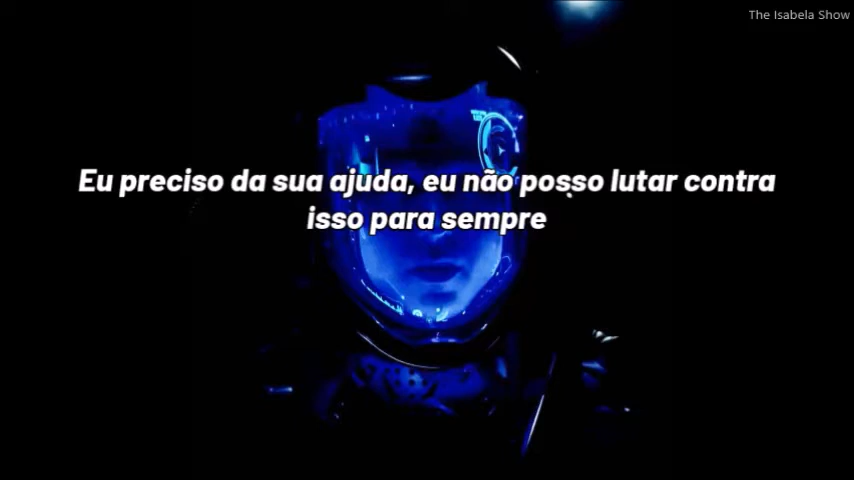 The Isabela Show
Eu preciso da sua ajuda, eu não posso lutar contra
isso para sempre